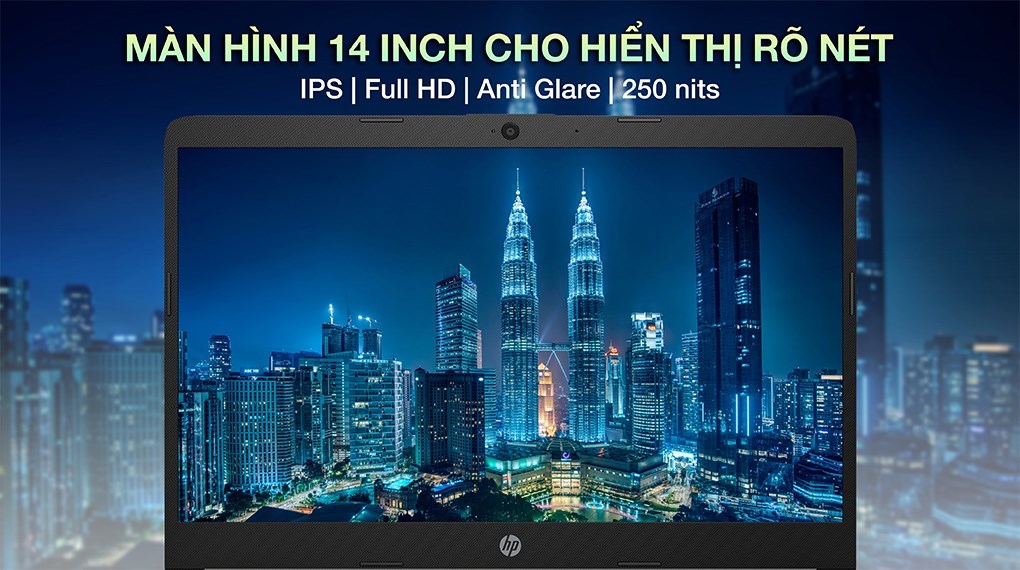 MÀN HÌNH 14 INCH CHO HIỂN THỊ RÕ NÉT
IPS | Full HD | Anti Glare | 250 nits
hp